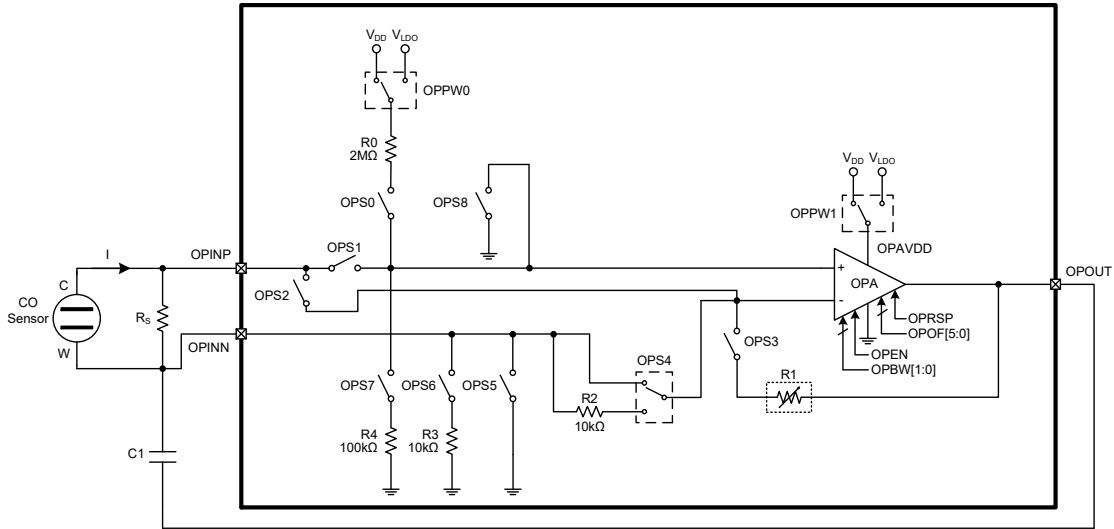 VDD VLDO
OPPW0
R0
2MΩ
OPS0
OPS8
VDD VLDO
OPPW1
OPAVDD
I
OPINP
OPS1
OPS2
C
CO
Sensor
W
RS
OPINN
+
OPA
-
OPOUT
OPRSP
OPOF[5:0]
OPEN
OPBW[1:0]
OPS3
OPS4
OPS7
OPS6
OPS5
R1
R2
10kΩ
R4
100kΩ
R3
10kΩ
C1